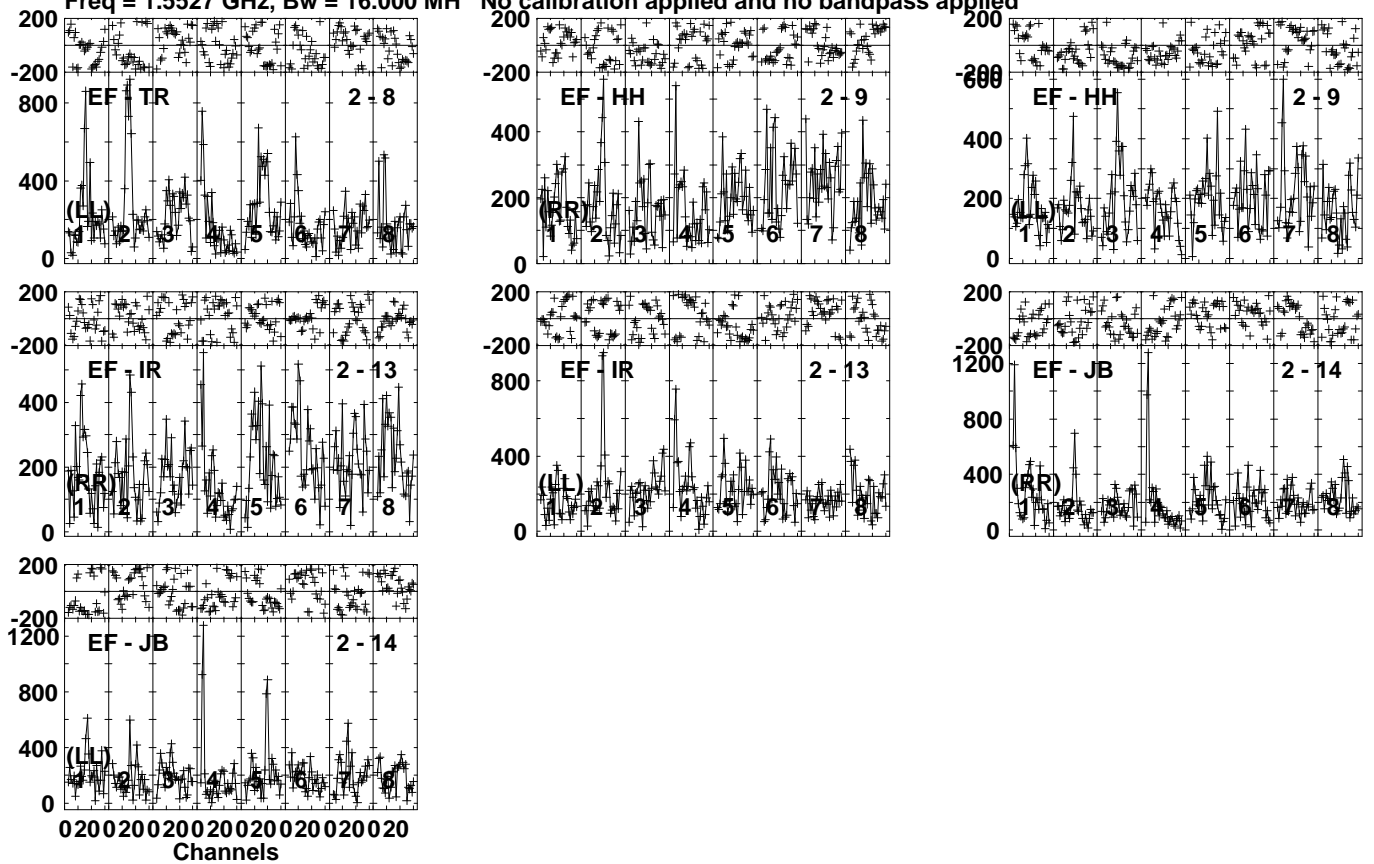 Freq = 1.5527 GHz, Bw = 16.000 MH No calibration applied and no bandpass applied
200
-200
EF - TR 2 - 8
800
400
(LL)
1 2 3 4 5 6 7 8
0
200
-200
EF - HH 2 - 9
400
200
(RR)
1 2 3 4 5 6 7 8
0
200
-200
600
EF - HH 2 - 9
400
200
(LL)
1 2 3 4 5 6 7 8
0
200
-200
EF - IR 2 - 13
400
200
(RR)
1 2 3 4 5 6 7 8
0
200
-200
EF - IR 2 - 13
800
400
(LL)
1 2 3 4 5 6 7 8
0
200
-200
1200
EF - JB 2 - 14
800
400
(RR)
1 2 3 4 5 6 7 8
0
200
-200
1200
EF - JB 2 - 14
800
400
(LL)
1 2 3 4 5 6 7 8
0
0 20 0 20 0 20 0 20 0 20 0 20 0 20 0 20
Channels